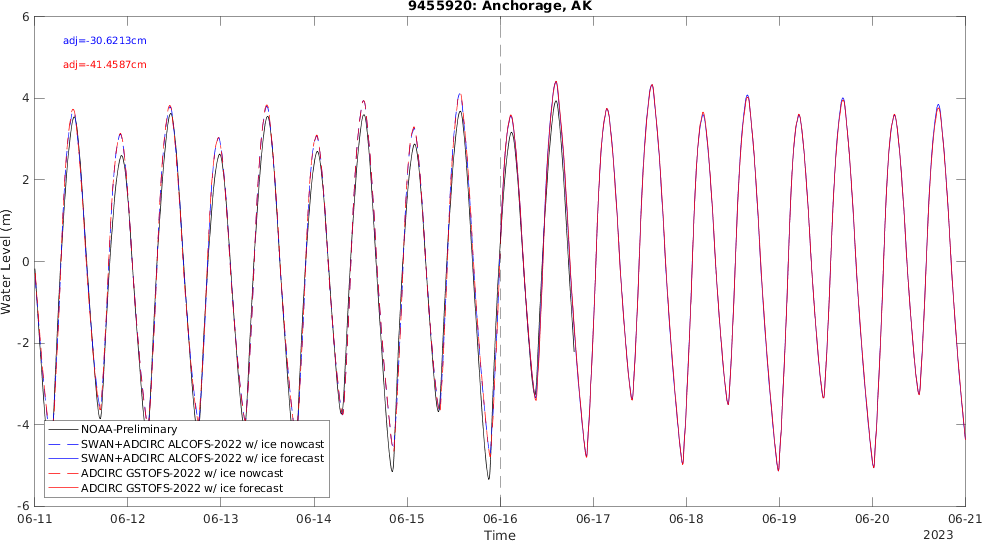 9455920: Anchorage, AK
adj=-30.6213cm
adj=-41.4587cm
6
4
2
0
-2
-4
-6
Water Level (m)
NOAA-Preliminary
SWAN+ADCIRC ALCOFS-2022 w/ ice nowcast
SWAN+ADCIRC ALCOFS-2022 w/ ice forecast
ADCIRC GSTOFS-2022 w/ ice nowcast
ADCIRC GSTOFS-2022 w/ ice forecast
06-11 06-12 06-13 06-14 06-15 06-16 06-17 06-18 06-19 06-20 06-21
Time
2023